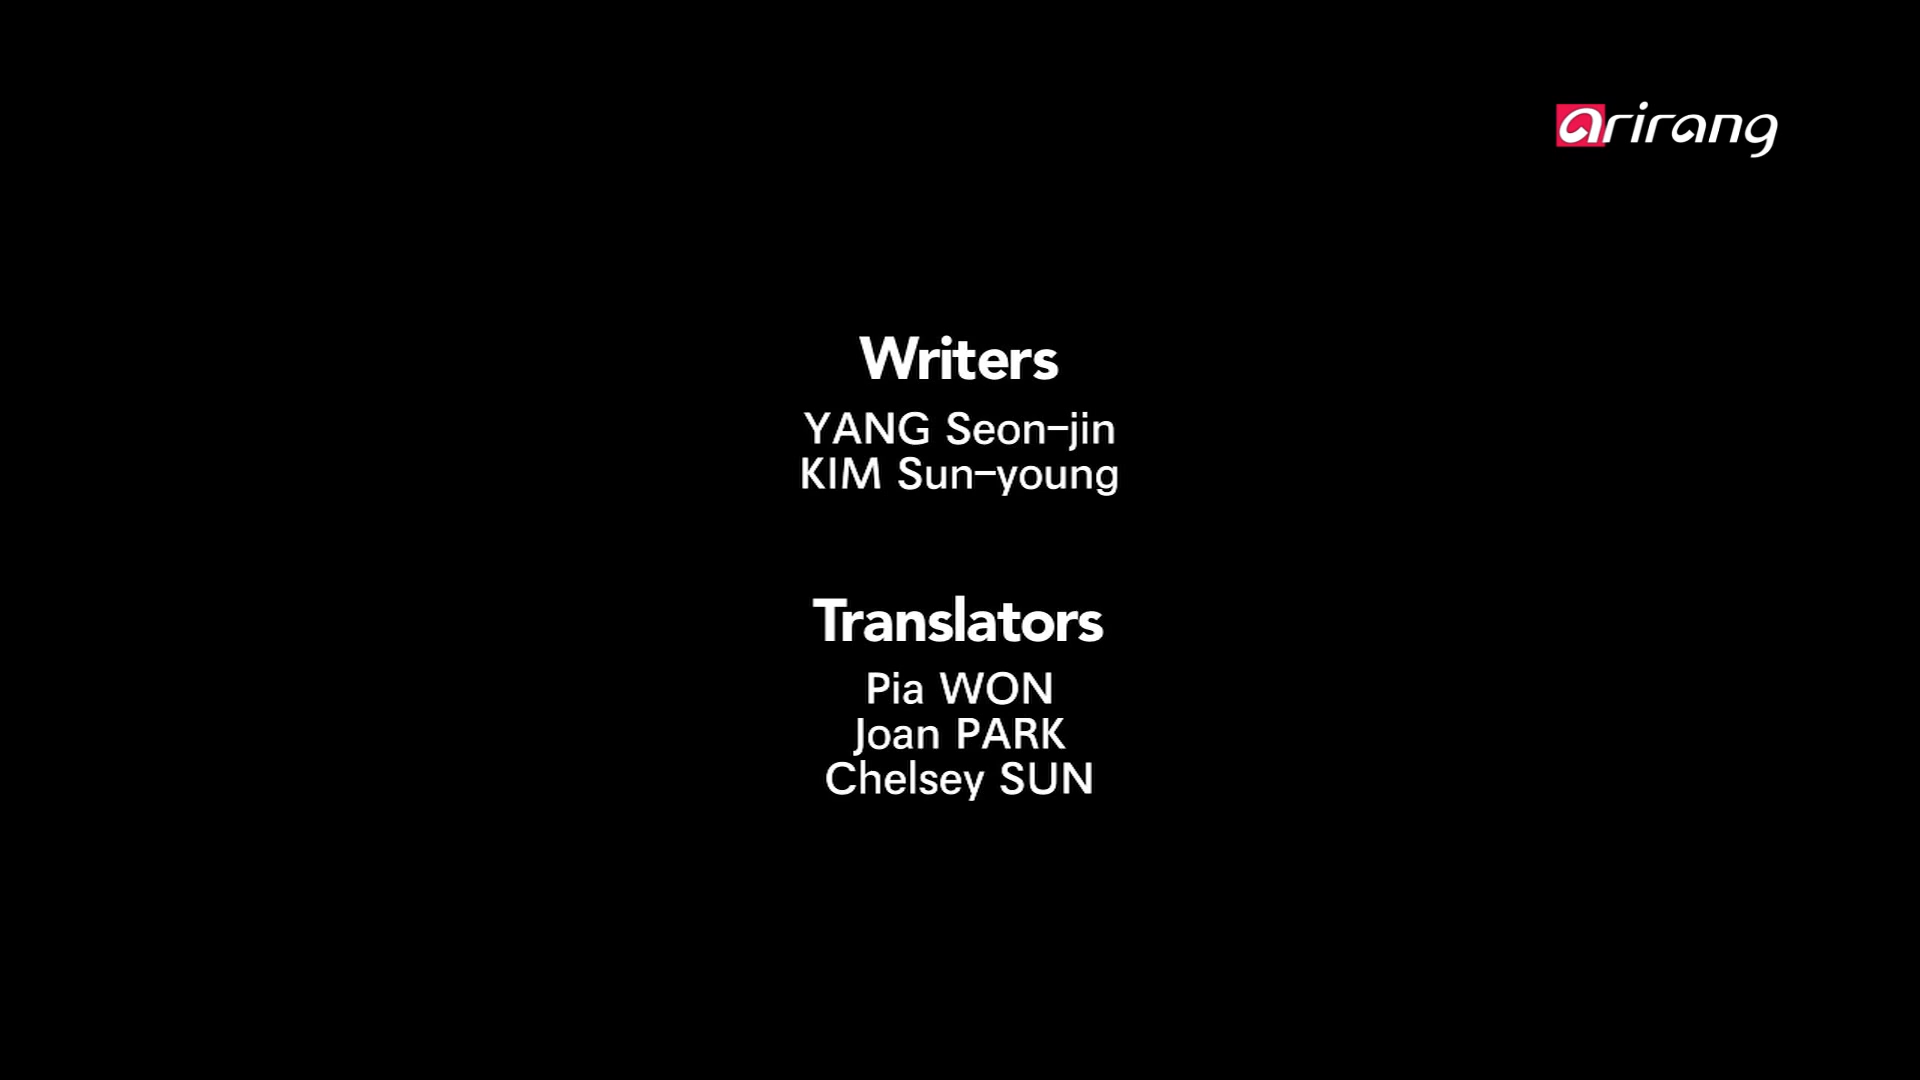 arirang
Writers
YANG Seon-jin
KIM Sun-young
Translators
Pia WON
Joan PARK
Chelsey SUN